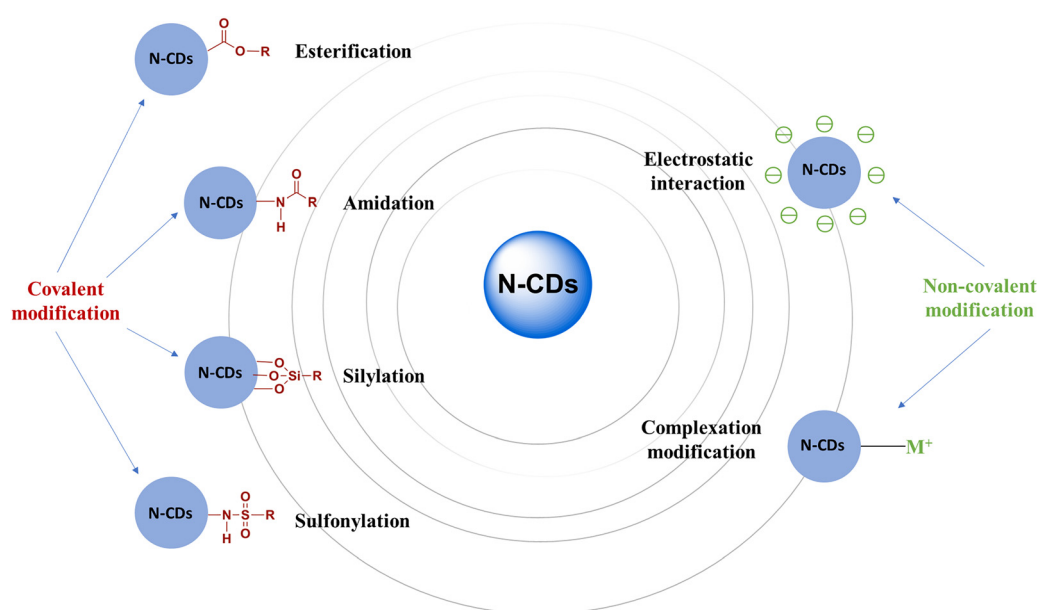 N-CDs
O
O
R
Esterification
N-CDs
N
H
O
R
Amidation
Covalent
modification
N-CDs
O
O
O
Si
R
Silylation
N-CDs
N
H
O
S
O
R
Sulfonylation
N-CDs
Electrostatic
interaction
N-CDs
Non-covalent
modification
Complexation
modification
N-CDs
M⁺